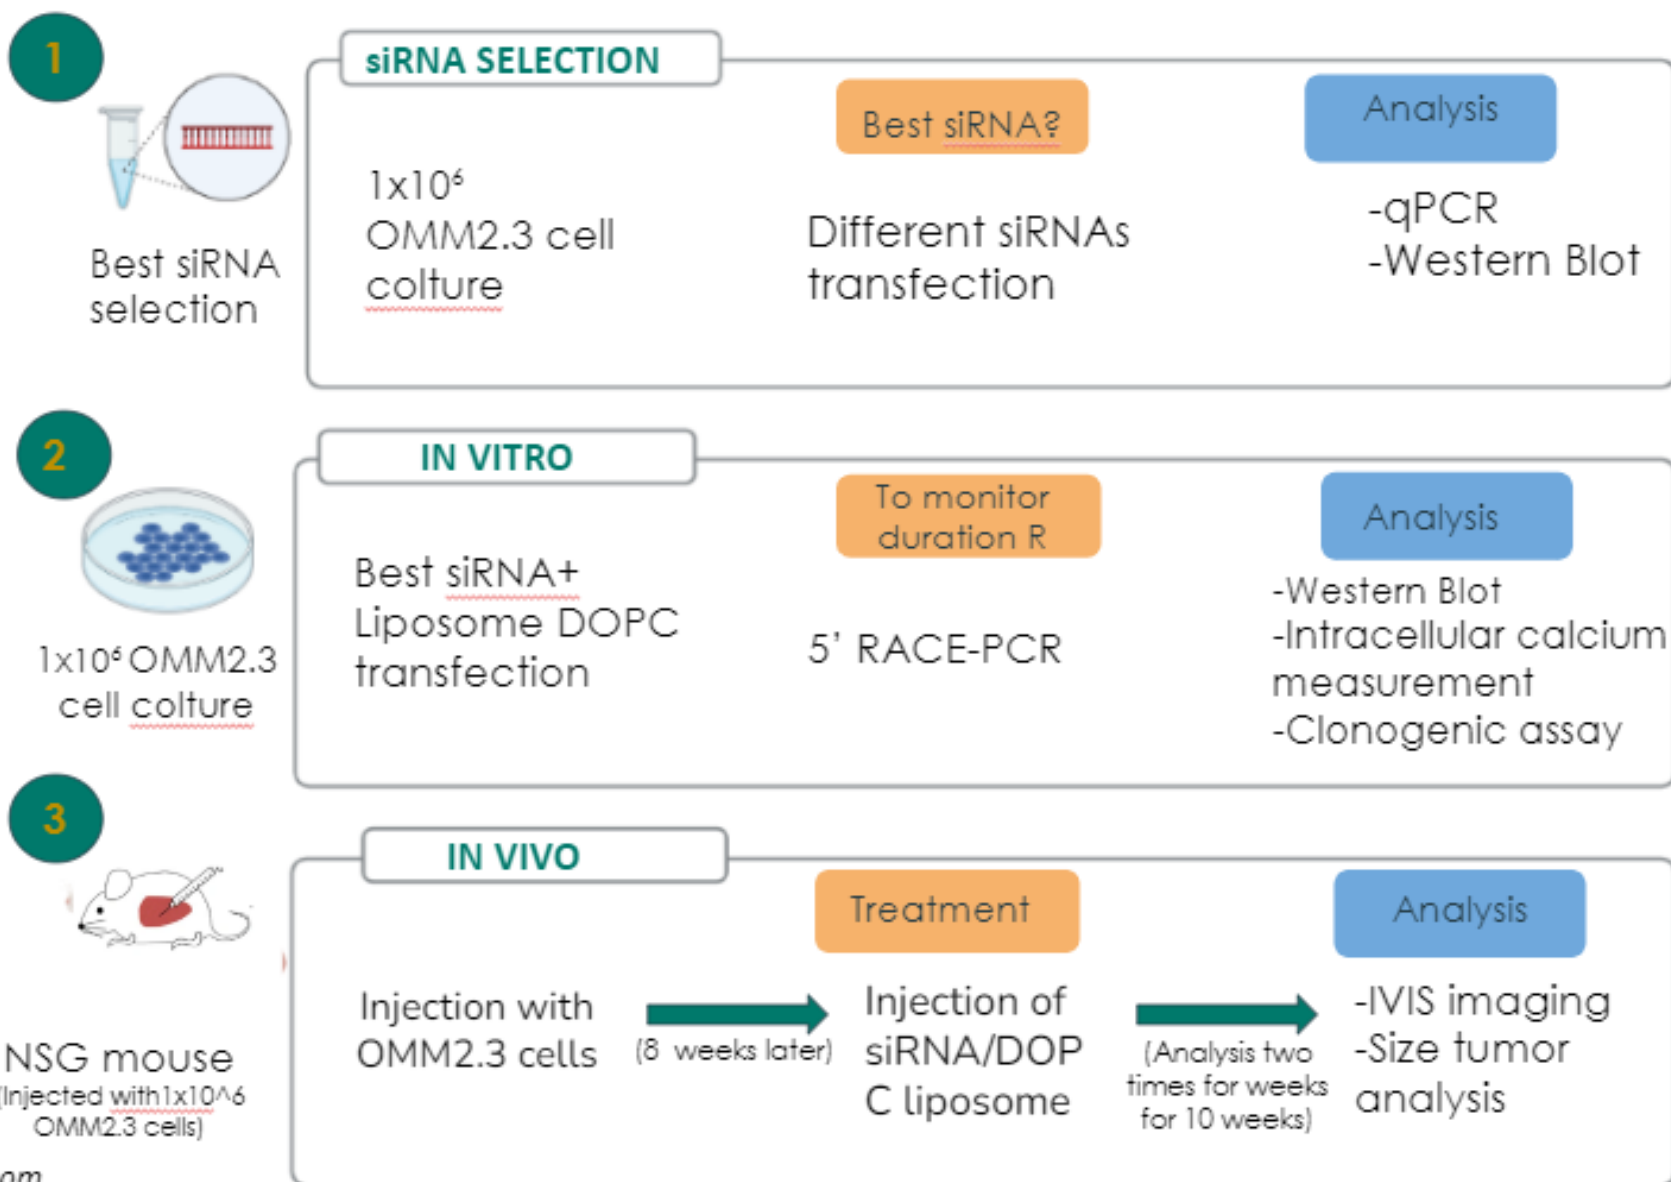 1
siRNA SELECTION
Best siRNA
selection
1x10⁶
OMM2.3 cell
colture
Best siRNA?
Different siRNAs
transfection
Analysis
-qPCR
-Western Blot
2
IN VITRO
1x10⁶ OMM2.3
cell colture
Best siRNA+
Liposome DOPC
transfection
To monitor
duration R
5’ RACE-PCR
Analysis
-Western Blot
-Intracellular calcium
measurement
-Clonogenic assay
3
IN VIVO
NSG mouse
(Injected with1x10^6
OMM2.3 cells)
Injection with
OMM2.3 cells
(8 weeks later)
Treatment
Injection of
siRNA/DOP
C liposome
(Analysis two
times for weeks
for 10 weeks)
Analysis
-IVIS imaging
-Size tumor
analysis